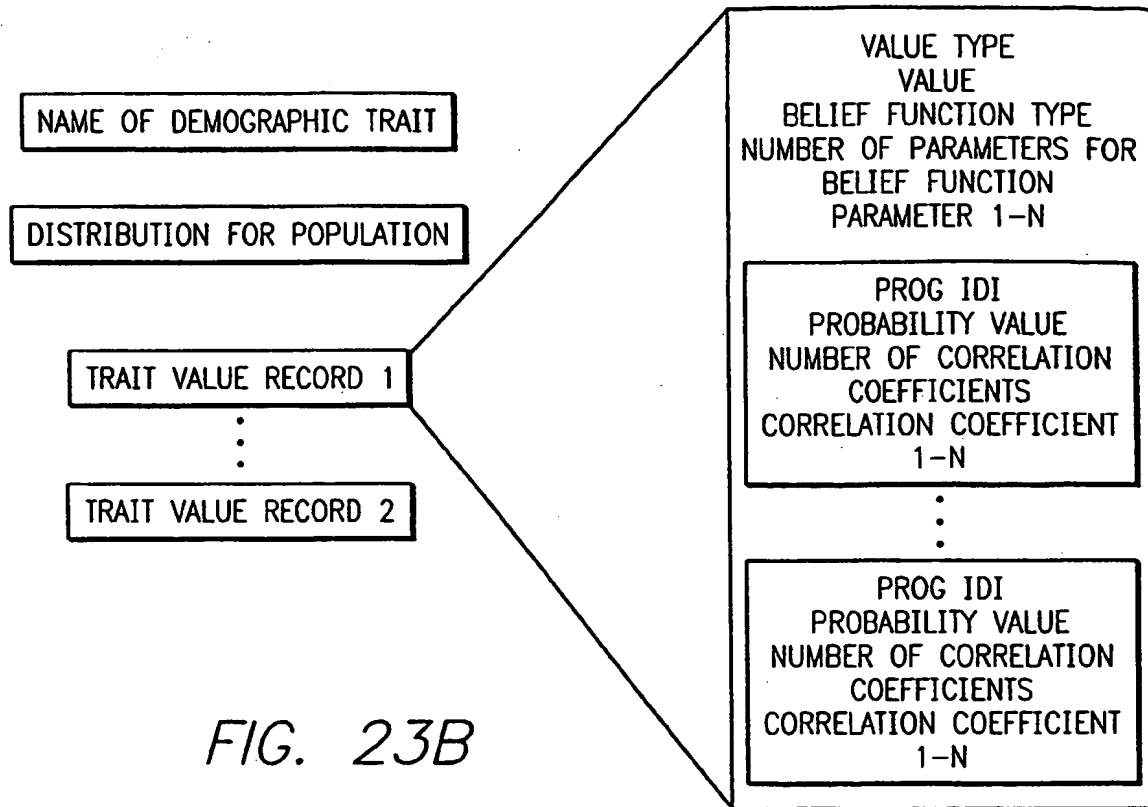 NAME OF DEMOGRAPHIC TRAIT
DISTRIBUTION FOR POPULATION
TRAIT VALUE RECORD 1
TRAIT VALUE RECORD 2
VALUE TYPE
VALUE
BELIEF FUNCTION TYPE
NUMBER OF PARAMETERS FOR
BELIEF FUNCTION
PARAMETER 1-N
PROG IDI
PROBABILITY VALUE
NUMBER OF CORRELATION
COEFFICIENTS
CORRELATION COEFFICIENT
1-N
PROG IDI
PROBABILITY VALUE
NUMBER OF CORRELATION
COEFFICIENTS
CORRELATION COEFFICIENT
1-N
FIG. 23B